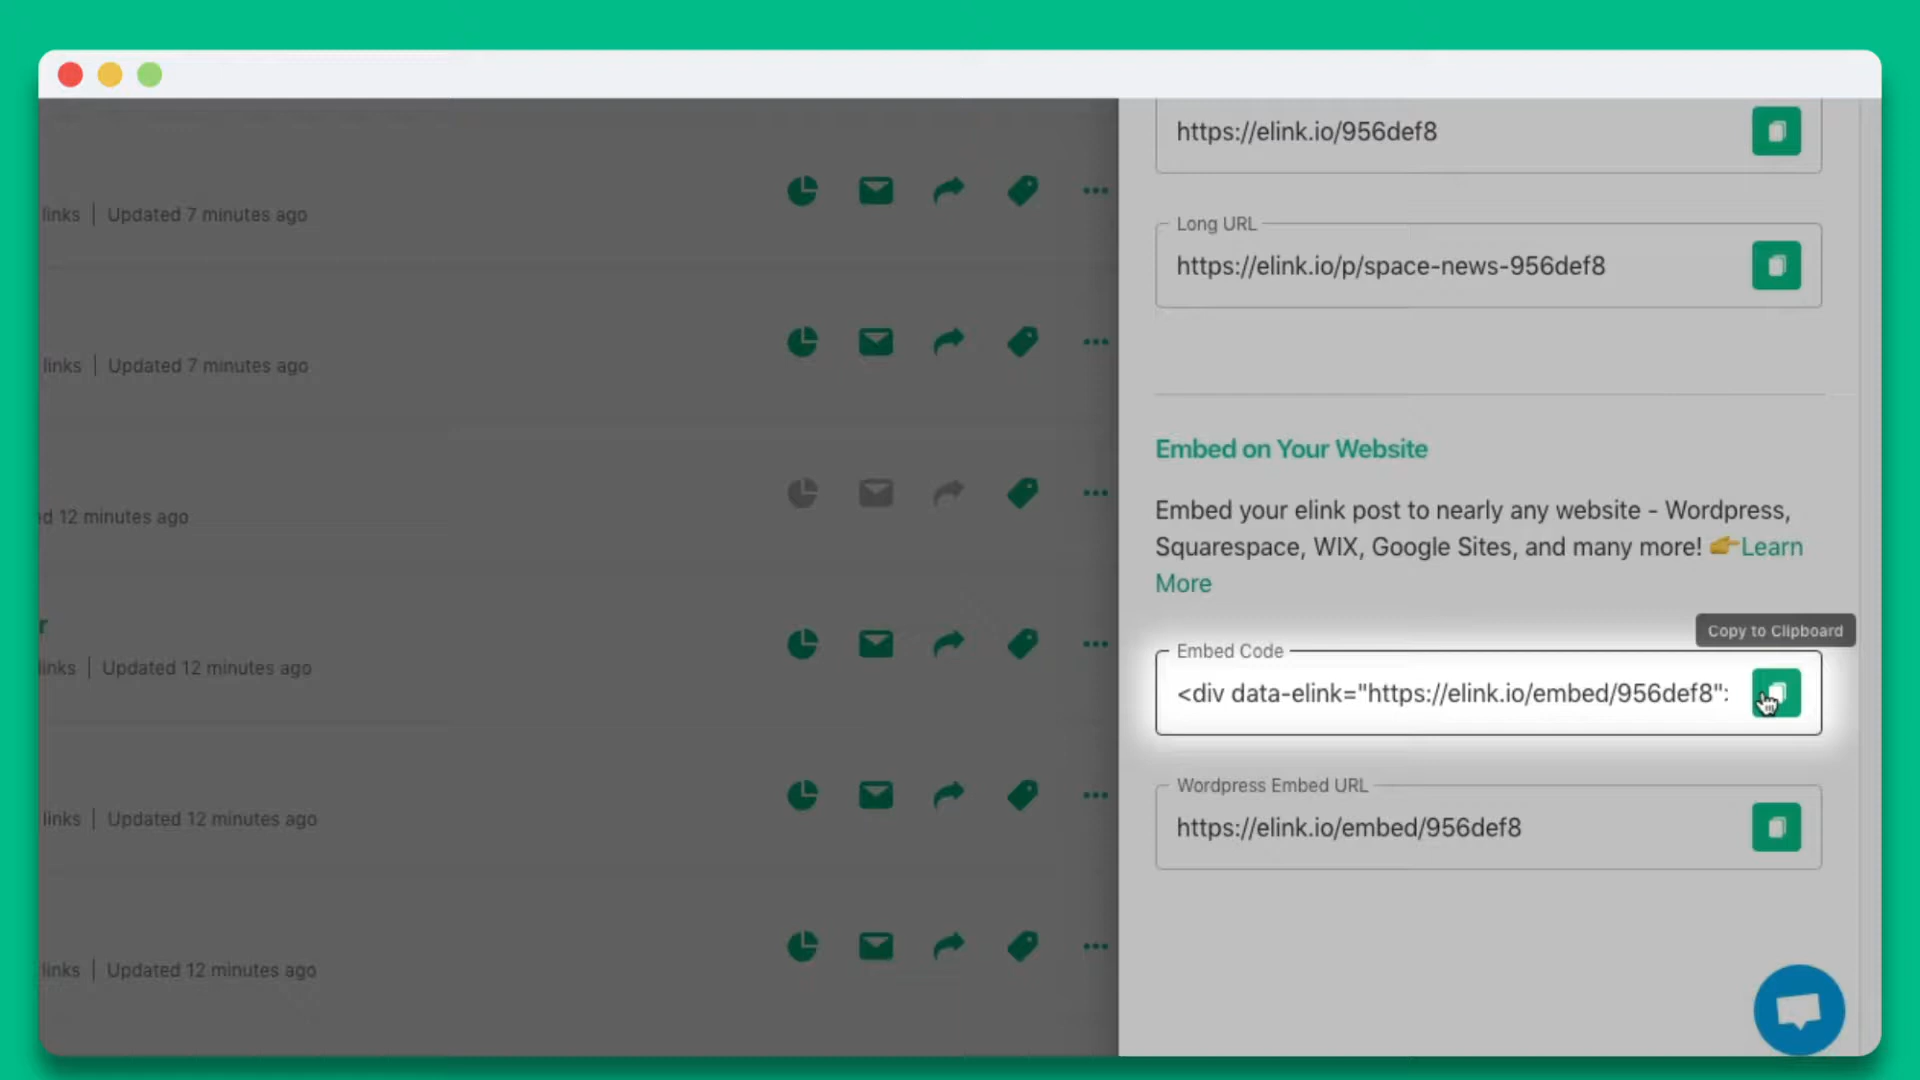 https://elink.io/956def8
links | Updated 7 minutes ago
Long URL
https://elink.io/p/space-news-956def8
links | Updated 7 minutes ago
Embed on Your Website
Embed your elink post to nearly any website - Wordpress,
Squarespace, WIX, Google Sites, and many more! 👉Learn
More
d 12 minutes ago
r
links | Updated 12 minutes ago
Copy to Clipboard
Embed Code
<div data-elink="https://elink.io/embed/956def8":
Wordpress Embed URL
https://elink.io/embed/956def8
links | Updated 12 minutes ago
links | Updated 12 minutes ago